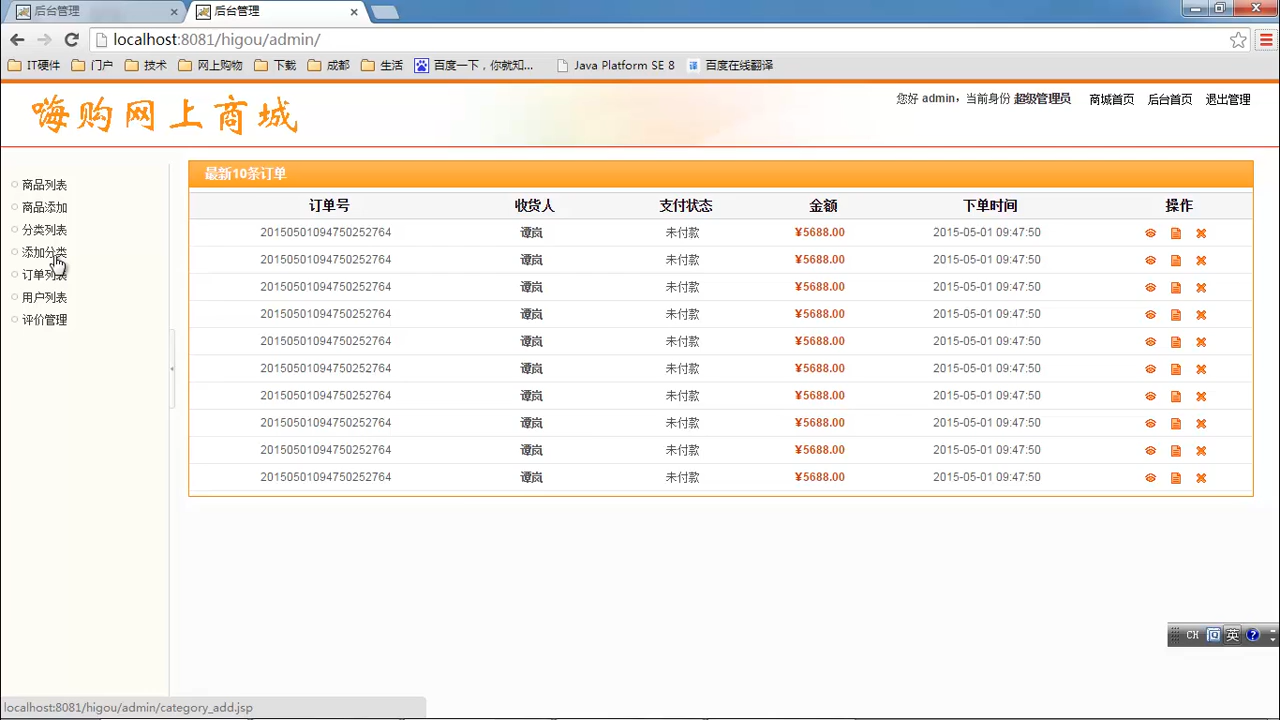 后台管理
后台管理
localhost:8081/higou/admin/
IT硬件 门户 技术 网上购物 下载 成都 生活 百度一下，你就知... Java Platform SE 8 译 百度在线翻译
嗨购网上商城
您好 admin，当前身份 超级管理员 商城首页 后台首页 退出管理
商品列表
商品添加
分类列表
添加分类
订单列表
用户列表
评价管理
最新10条订单
订单号 收货人 支付状态 金额 下单时间 操作
20150501094750252764 谭岚 未付款 ¥5688.00 2015-05-01 09:47:50
20150501094750252764 谭岚 未付款 ¥5688.00 2015-05-01 09:47:50
20150501094750252764 谭岚 未付款 ¥5688.00 2015-05-01 09:47:50
20150501094750252764 谭岚 未付款 ¥5688.00 2015-05-01 09:47:50
20150501094750252764 谭岚 未付款 ¥5688.00 2015-05-01 09:47:50
20150501094750252764 谭岚 未付款 ¥5688.00 2015-05-01 09:47:50
20150501094750252764 谭岚 未付款 ¥5688.00 2015-05-01 09:47:50
20150501094750252764 谭岚 未付款 ¥5688.00 2015-05-01 09:47:50
20150501094750252764 谭岚 未付款 ¥5688.00 2015-05-01 09:47:50
20150501094750252764 谭岚 未付款 ¥5688.00 2015-05-01 09:47:50
CH 英 ?
localhost:8081/higou/admin/category_add.jsp